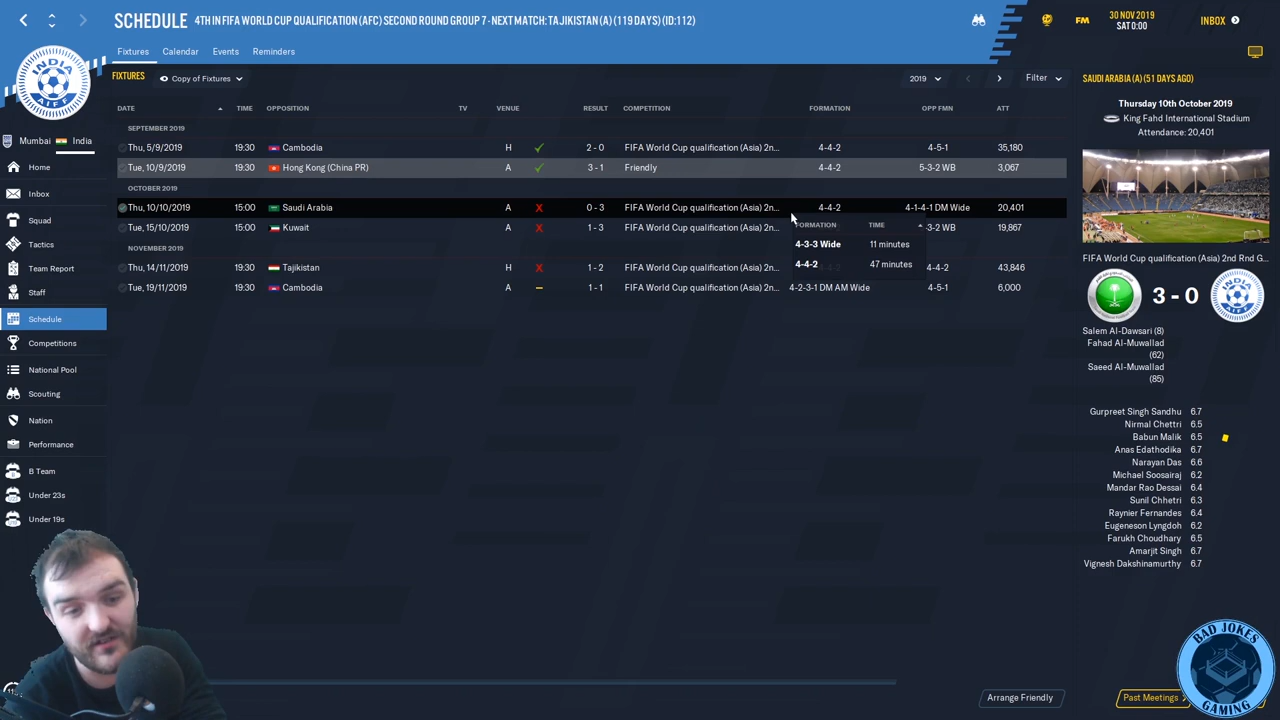 SCHEDULE
4TH IN FIFA WORLD CUP QUALIFICATION (AFC) SECOND ROUND GROUP 7 - NEXT MATCH: TAJIKISTAN (A) (119 DAYS) (ID:112)
FM
30 NOV 2019
SAT 0:00
INBOX
Fixtures Calendar Events Reminders
FIXTURES
Copy of Fixtures
2019
Filter
DATE TIME OPPOSITION TV VENUE RESULT COMPETITION FORMATION OPP FMN ATT
SEPTEMBER 2019
Thu, 5/9/2019 19:30 Cambodia H 2 - 0 FIFA World Cup qualification (Asia) 2n... 4-4-2 4-5-1 35,180
Tue, 10/9/2019 19:30 Hong Kong (China PR) A 3 - 1 Friendly 4-4-2 5-3-2 WB 3,067
OCTOBER 2019
Thu, 10/10/2019 15:00 Saudi Arabia A X 0 - 3 FIFA World Cup qualification (Asia) 2n... 4-4-2 4-1-4-1 DM Wide 20,401
Tue, 15/10/2019 15:00 Kuwait A X 1 - 3 FIFA World Cup qualification (Asia) 2n... -3-2 WB 19,867
NOVEMBER 2019
Thu, 14/11/2019 19:30 Tajikistan H X 1 - 2 FIFA World Cup qualification (Asia) 2n... 4-4-2 43,846
Tue, 19/11/2019 19:30 Cambodia A 1 - 1 FIFA World Cup qualification (Asia) 2n... 4-2-3-1 DM AM Wide 4-5-1 6,000
FORMATION TIME
4-3-3 Wide 11 minutes
4-4-2 47 minutes
INDIA
AIFF
Mumbai India
Home
Inbox
Squad
Tactics
Team Report
Staff
Schedule
Competitions
National Pool
Scouting
Nation
Performance
B Team
Under 23s
Under 19s
SAUDI ARABIA (A) (51 DAYS AGO)
Thursday 10th October 2019
King Fahd International Stadium
Attendance: 20,401
FIFA World Cup qualification (Asia) 2nd Rnd G...
3 - 0
Salem Al-Dawsari (8)
Fahad Al-Muwallad
(62)
Saeed Al-Muwallad
(85)
Gurpreet Singh Sandhu 6.7
Nirmal Chettri 6.5
Babun Malik 6.5
Anas Edathodika 6.7
Narayan Das 6.6
Michael Soosairaj 6.2
Mandar Rao Dessai 6.4
Sunil Chhetri 6.3
Raynier Fernandes 6.4
Eugeneson Lyngdoh 6.2
Farukh Choudhary 6.5
Amarjit Singh 6.7
Vignesh Dakshinamurthy 6.7
Arrange Friendly
Past Meetings
BAD JOKES
GAMING